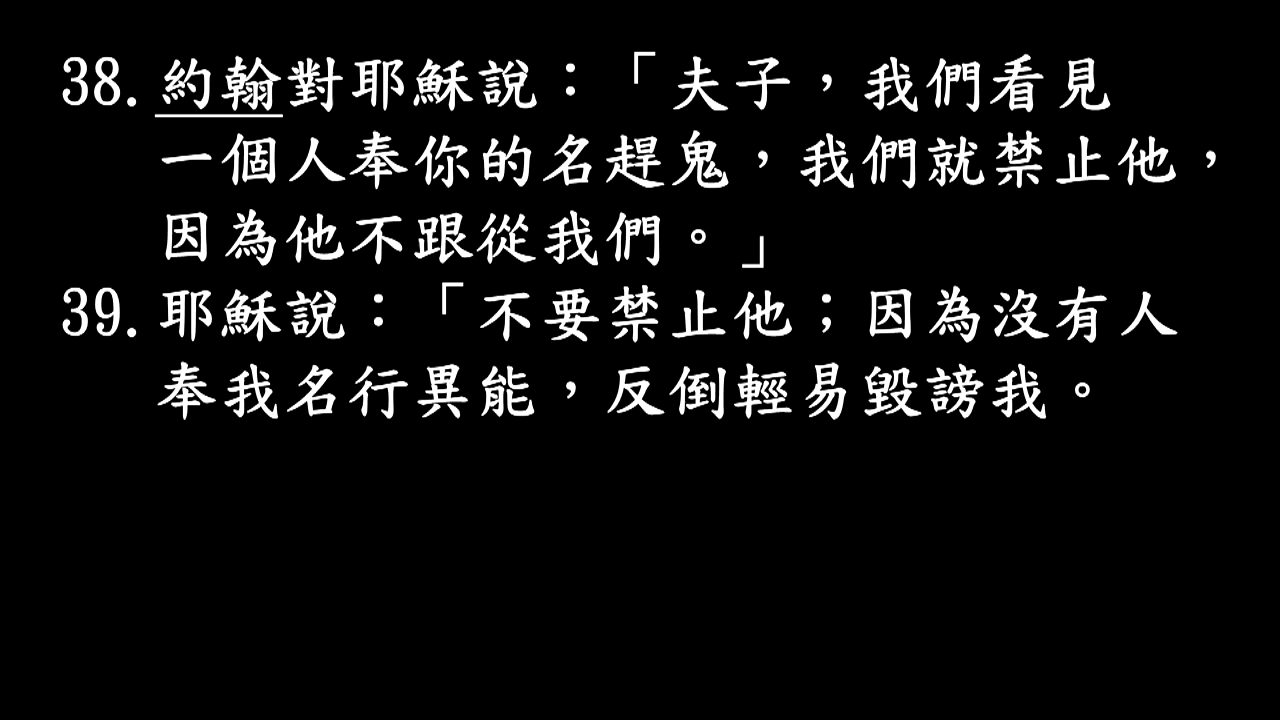 38. 約翰對耶穌說：「夫子，我們看見
一個人奉你的名趕鬼，我們就禁止他，
因為他不跟從我們。」
39. 耶穌說：「不要禁止他；因為沒有人
奉我名行異能，反倒輕易毀謗我。